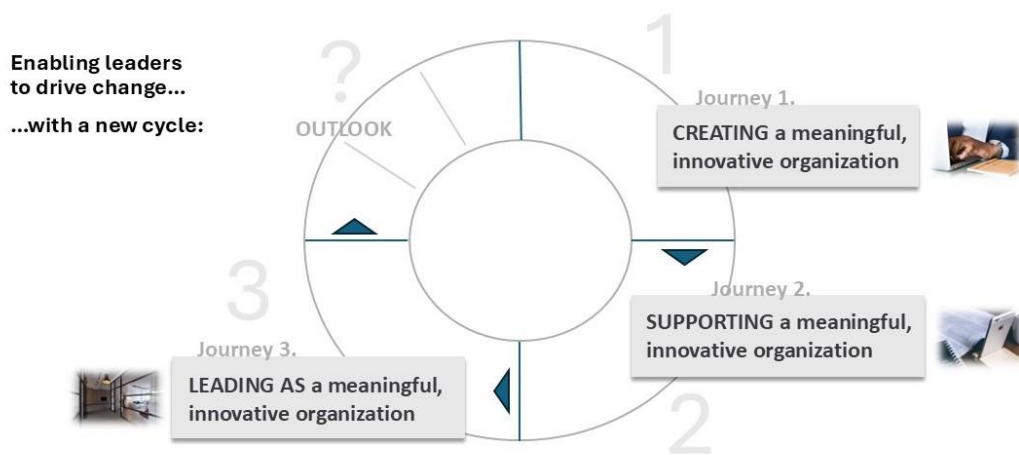 Enabling leaders
to drive change...
...with a new cycle:
?
OUTLOOK
1
Journey 1.
CREATING a meaningful,
innovative organization
Journey 2.
SUPPORTING a meaningful,
innovative organization
2
3
Journey 3.
LEADING AS a meaningful,
innovative organization